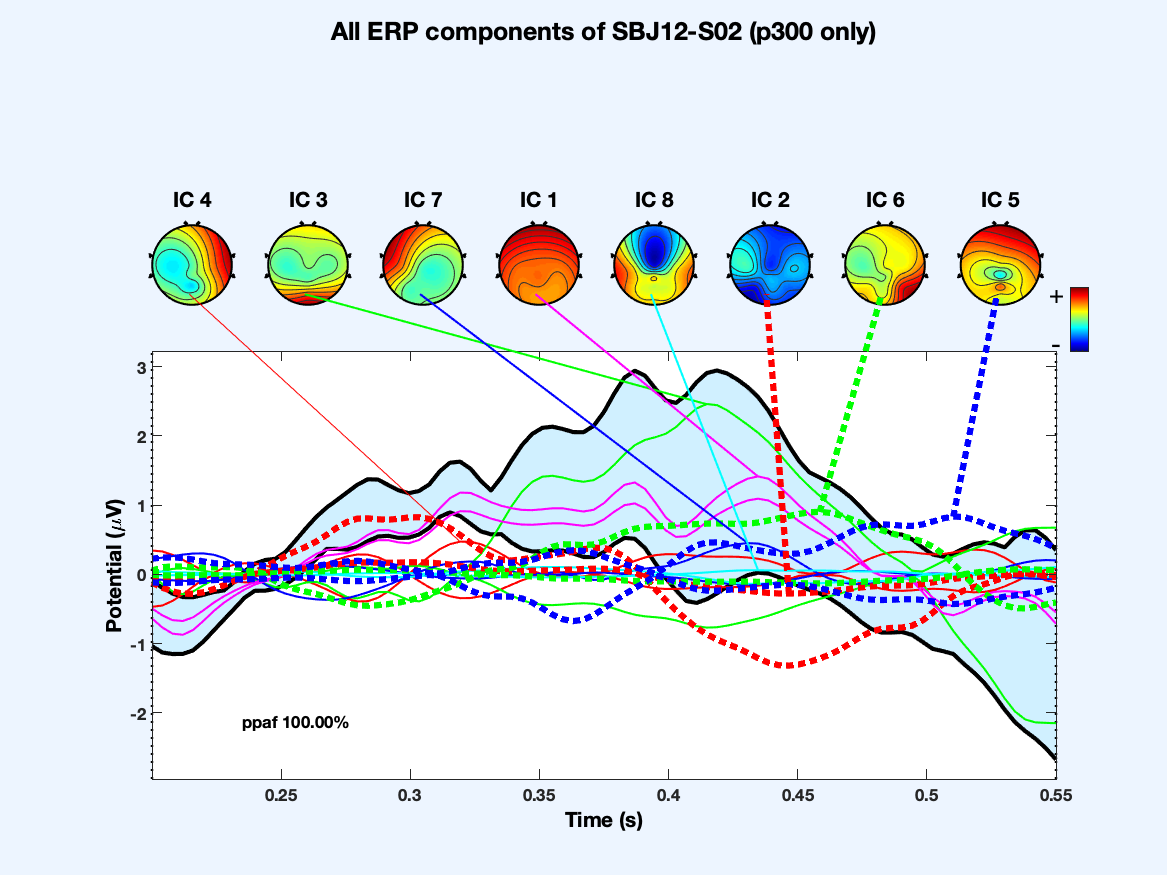 All ERP components of SBJ12-S02 (p300 only)
IC 4 IC 3 IC 7 IC 1 IC 8 IC 2 IC 6 IC 5
+
-
3
2
1
0
-1
-2
Potential (μV)
ppaf 100.00%
0.25 0.3 0.35 0.4 0.45 0.5 0.55
Time (s)